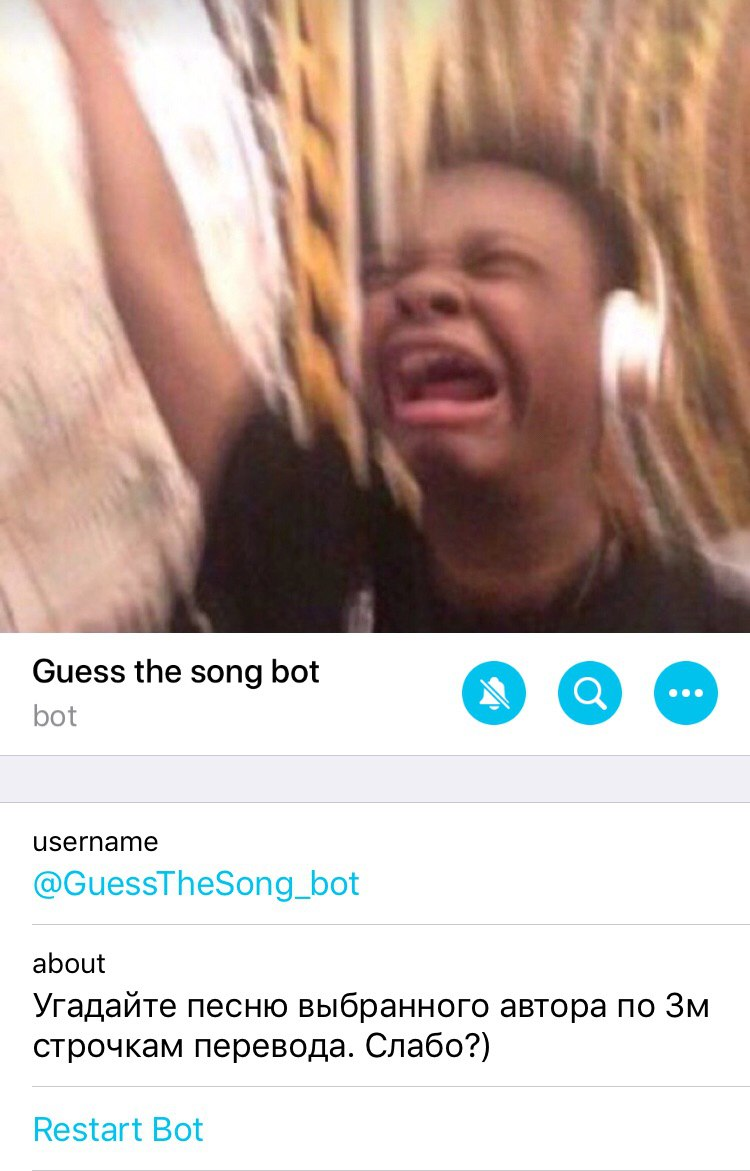 Guess the song bot
bot
username
@GuessTheSong_bot
about
Угадайте песню выбранного автора по 3м
строчкам перевода. Слабо?)
Restart Bot